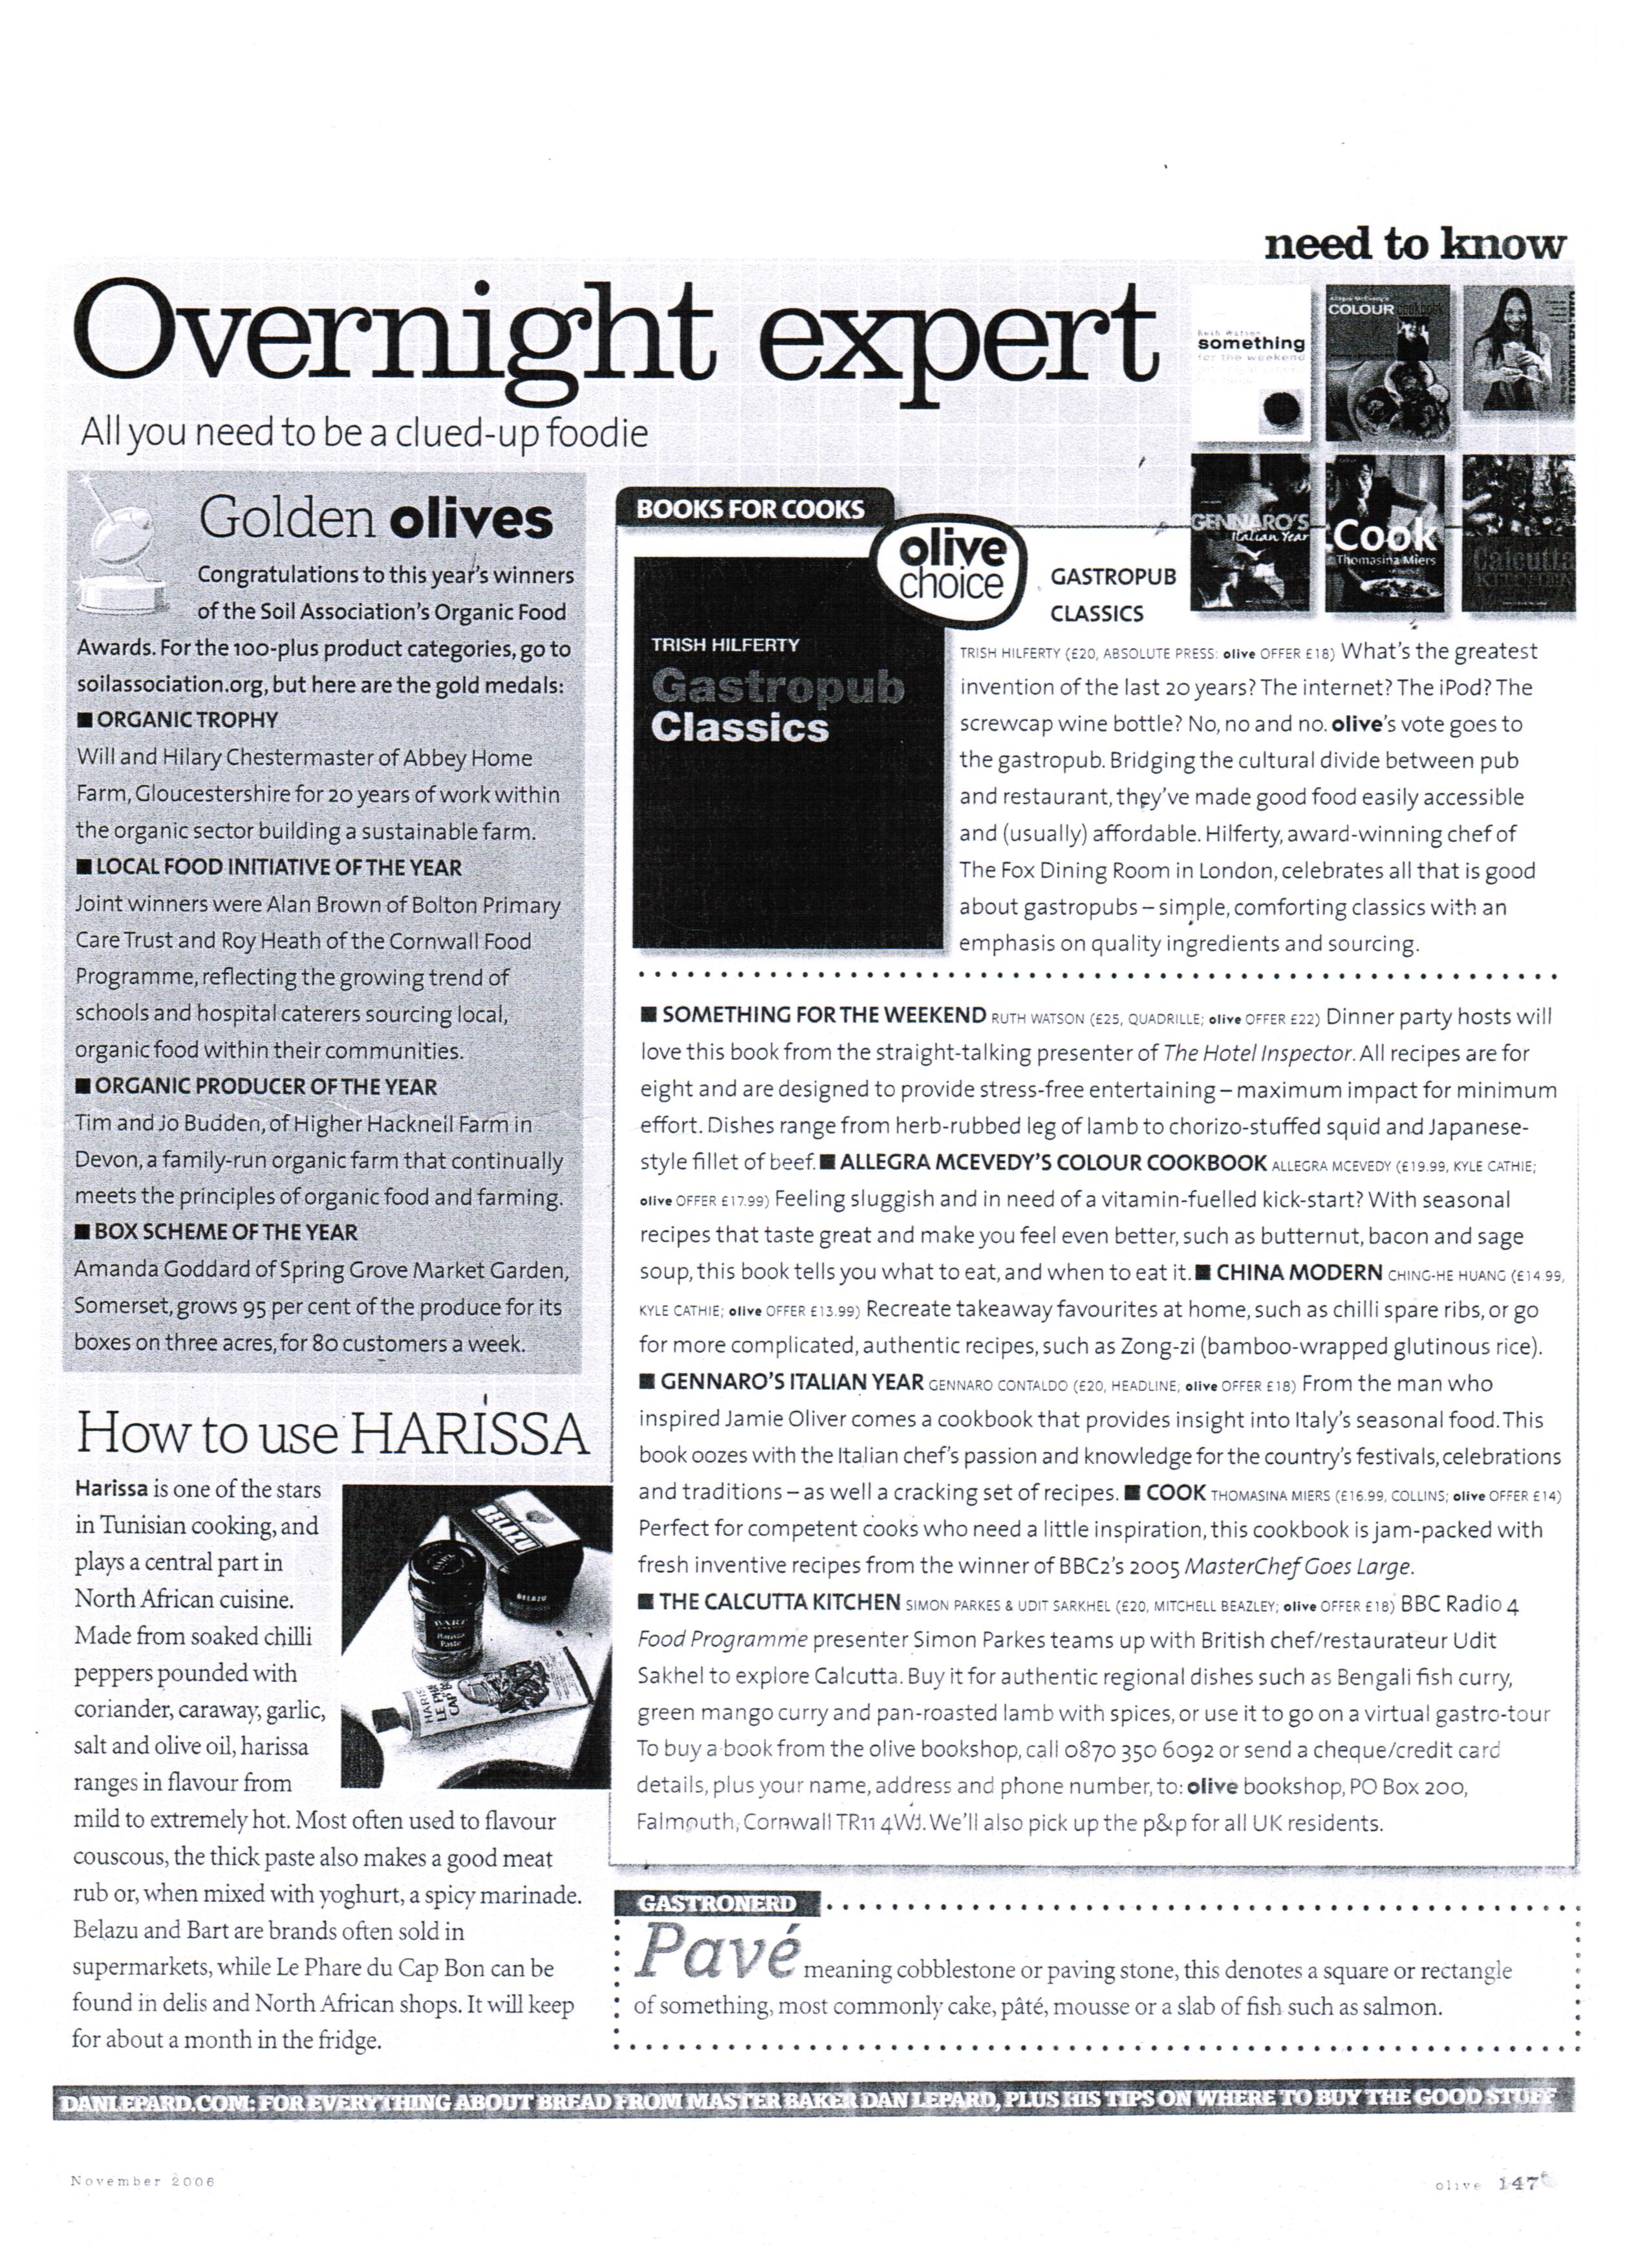 need to know
Overnight expert
All you need to be a clued-up foodie
something
for the weekend
COLOUR
GENNARO'S
Italian Year
Cook
Thomasina Miers
Calcutta
KITCHEN
Golden olives
Congratulations to this year's winners
of the Soil Association's Organic Food
Awards. For the 100-plus product categories, go to
soilassociation.org, but here are the gold medals:
■ ORGANIC TROPHY
Will and Hilary Chestermaster of Abbey Home
Farm, Gloucestershire for 20 years of work within
the organic sector building a sustainable farm.
■ LOCAL FOOD INITIATIVE OF THE YEAR
Joint winners were Alan Brown of Bolton Primary
Care Trust and Roy Heath of the Cornwall Food
Programme, reflecting the growing trend of
schools and hospital caterers sourcing local,
organic food within their communities.
■ ORGANIC PRODUCER OF THE YEAR
Tim and Jo Budden, of Higher Hacknell Farm in
Devon, a family-run organic farm that continually
meets the principles of organic food and farming.
■ BOX SCHEME OF THE YEAR
Amanda Goddard of Spring Grove Market Garden,
Somerset, grows 95 per cent of the produce for its
boxes on three acres, for 80 customers a week.
How to use HARISSA
Harissa is one of the stars
in Tunisian cooking, and
plays a central part in
North African cuisine.
Made from soaked chilli
peppers pounded with
coriander, caraway, garlic,
salt and olive oil, harissa
ranges in flavour from
mild to extremely hot. Most often used to flavour
couscous, the thick paste also makes a good meat
rub or, when mixed with yoghurt, a spicy marinade.
Belazu and Bart are brands often sold in
supermarkets, while Le Phare du Cap Bon can be
found in delis and North African shops. It will keep
for about a month in the fridge.
BELAZU
BELAZU
BART
Harissa
Paste
BOOKS FOR COOKS
olive
choice
TRISH HILFERTY
Gastropub
Classics
GASTROPUB
CLASSICS
TRISH HILFERTY (£20, ABSOLUTE PRESS: olive OFFER £18) What's the greatest
invention of the last 20 years? The internet? The iPod? The
screwcap wine bottle? No, no and no. olive's vote goes to
the gastropub. Bridging the cultural divide between pub
and restaurant, they've made good food easily accessible
and (usually) affordable. Hilferty, award-winning chef of
The Fox Dining Room in London, celebrates all that is good
about gastropubs – simple, comforting classics with an
emphasis on quality ingredients and sourcing.
■ SOMETHING FOR THE WEEKEND RUTH WATSON (£25, QUADRILLE; olive OFFER £22) Dinner party hosts will
love this book from the straight-talking presenter of The Hotel Inspector. All recipes are for
eight and are designed to provide stress-free entertaining – maximum impact for minimum
effort. Dishes range from herb-rubbed leg of lamb to chorizo-stuffed squid and Japanese-
style fillet of beef. ■ ALLEGRA MCEVEDY'S COLOUR COOKBOOK ALLEGRA MCEVEDY (£19.99, KYLE CATHIE;
olive OFFER £17.99) Feeling sluggish and in need of a vitamin-fuelled kick-start? With seasonal
recipes that taste great and make you feel even better, such as butternut, bacon and sage
soup, this book tells you what to eat, and when to eat it. ■ CHINA MODERN CHING-HE HUANG (£14.99,
KYLE CATHIE; olive OFFER £13.99) Recreate takeaway favourites at home, such as chilli spare ribs, or go
for more complicated, authentic recipes, such as Zong-zi (bamboo-wrapped glutinous rice).
■ GENNARO'S ITALIAN YEAR GENNARO CONTALDO (£20, HEADLINE; olive OFFER £18) From the man who
inspired Jamie Oliver comes a cookbook that provides insight into Italy's seasonal food. This
book oozes with the Italian chef's passion and knowledge for the country's festivals, celebrations
and traditions – as well a cracking set of recipes. ■ COOK THOMASINA MIERS (£16.99, COLLINS; olive OFFER £14)
Perfect for competent cooks who need a little inspiration, this cookbook is jam-packed with
fresh inventive recipes from the winner of BBC2's 2005 MasterChef Goes Large.
■ THE CALCUTTA KITCHEN SIMON PARKES & UDIT SARKHEL (£20, MITCHELL BEAZLEY; olive OFFER £18) BBC Radio 4
Food Programme presenter Simon Parkes teams up with British chef/restaurateur Udit
Sakhel to explore Calcutta. Buy it for authentic regional dishes such as Bengali fish curry,
green mango curry and pan-roasted lamb with spices, or use it to go on a virtual gastro-tour
To buy a book from the olive bookshop, call 0870 350 6092 or send a cheque/credit card
details, plus your name, address and phone number, to: olive bookshop, PO Box 200,
Falmouth, Cornwall TR11 4WJ. We'll also pick up the p&p for all UK residents.
GASTRONERD
Pavé meaning cobblestone or paving stone, this denotes a square or rectangle
of something, most commonly cake, pâté, mousse or a slab of fish such as salmon.
DANLEPARD.COM: FOR EVERYTHING ABOUT BREAD FROM MASTER BAKER DAN LEPARD, PLUS HIS TIPS ON WHERE TO BUY THE GOOD STUFF
November 2006
olive 147